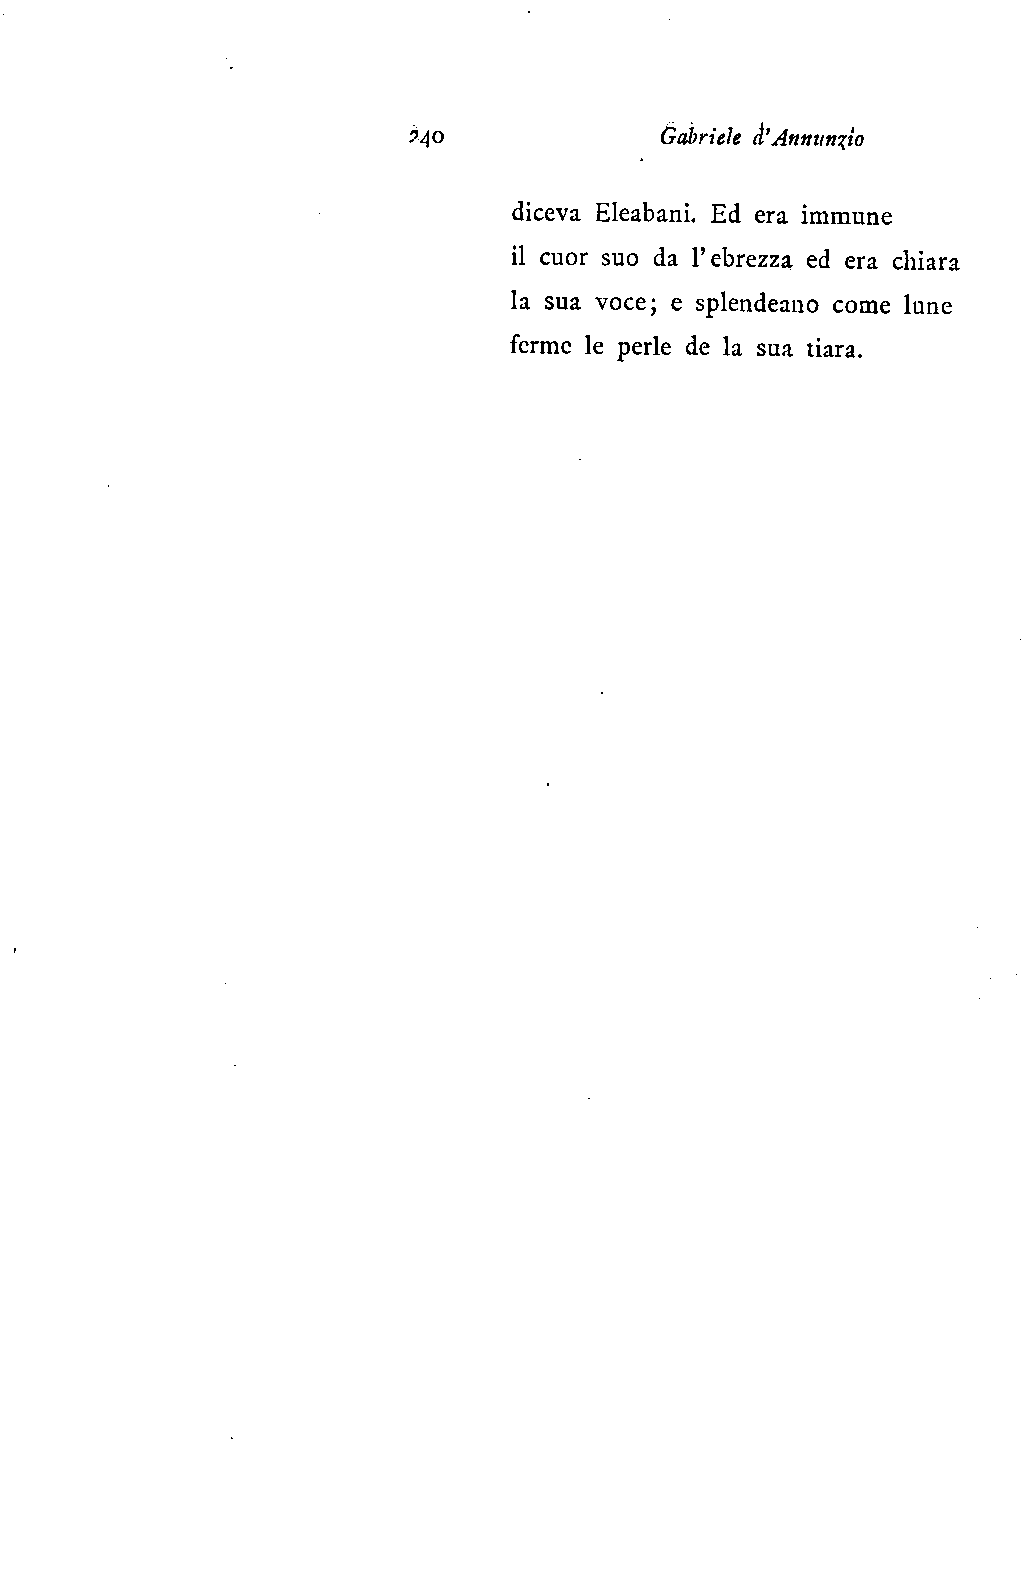 240 Gabriele d'Annunzio
diceva Eleabani. Ed era immune
il cuor suo da l'ebrezza ed era chiara
la sua voce; e splendeano come lune
ferme le perle de la sua tiara.